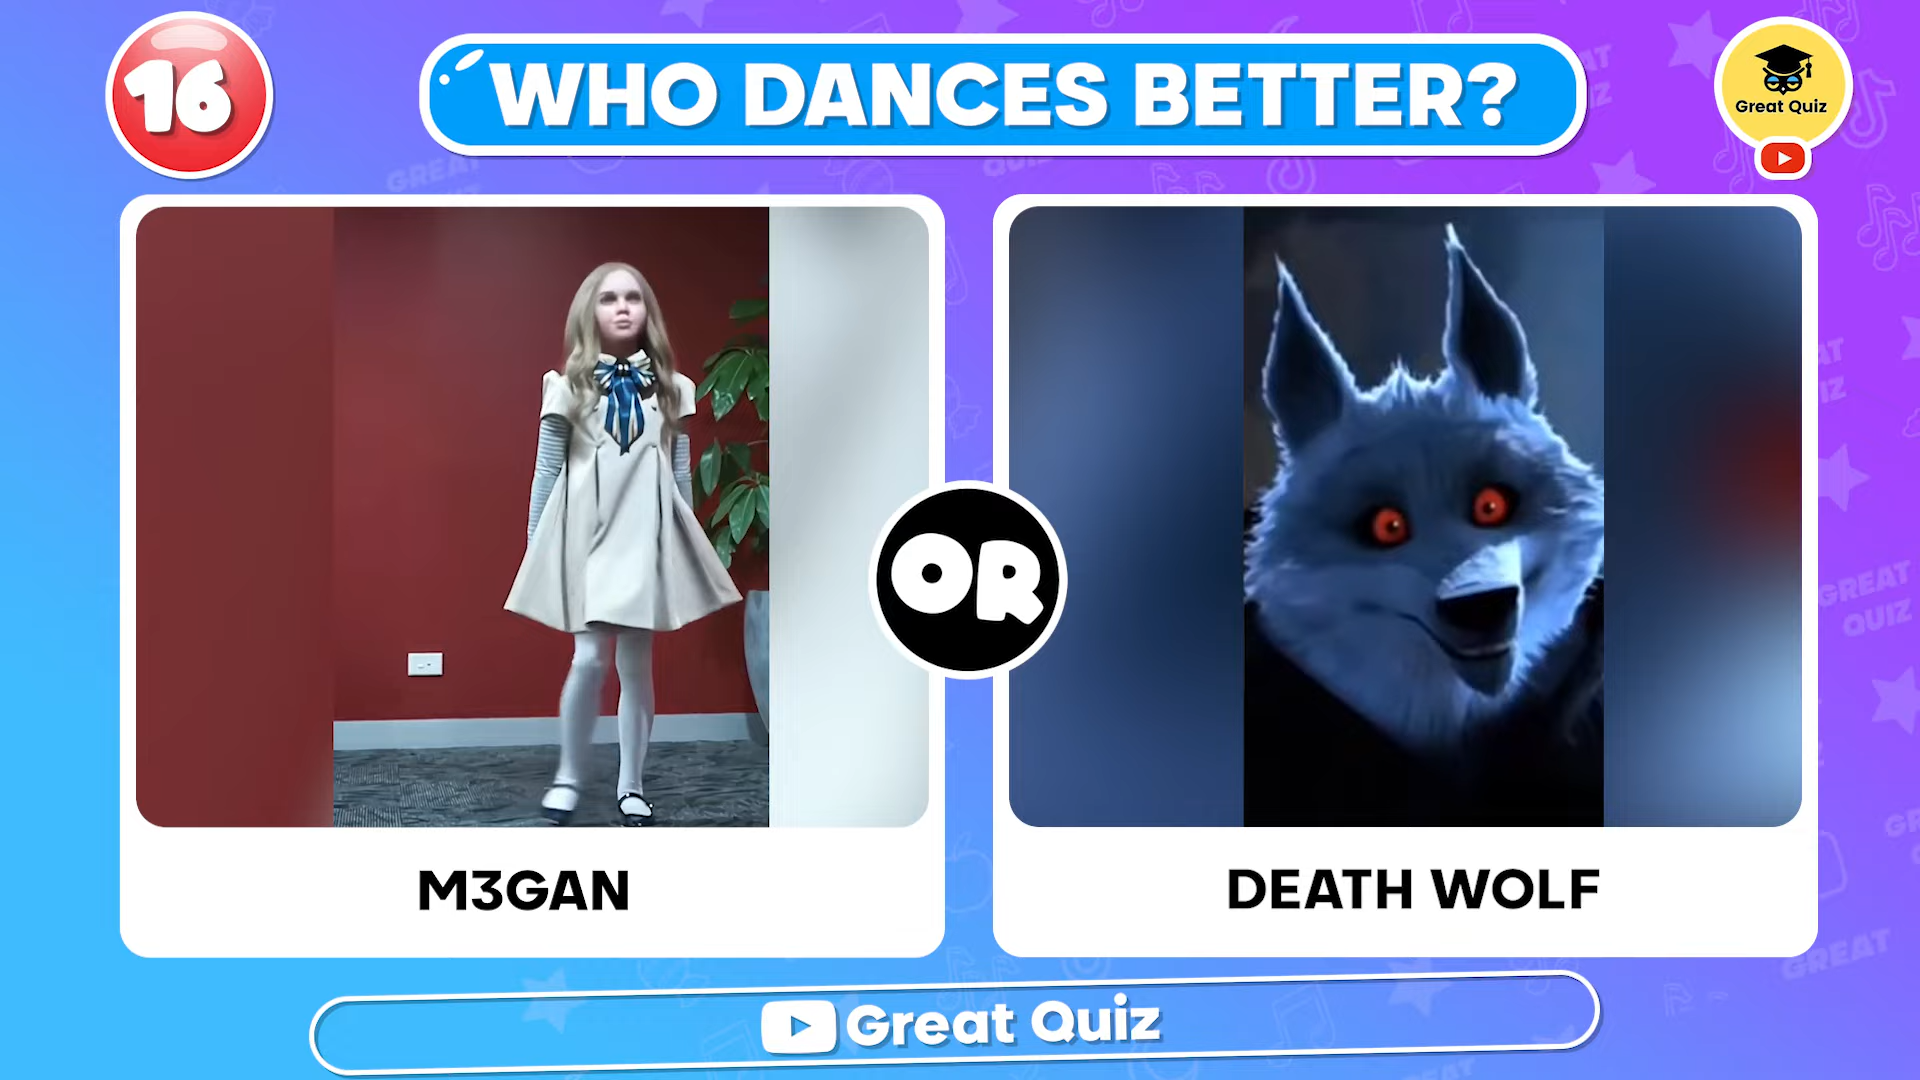 16
WHO DANCES BETTER?
Great Quiz
OR
M3GAN
DEATH WOLF
Great Quiz